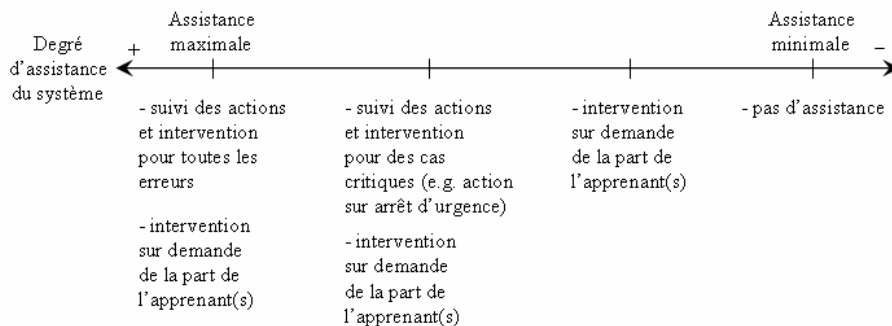 Degré
d'assistance
du système
+
Assistance
maximale
Assistance
minimale
–
- suivi des actions
et intervention
pour toutes les
erreurs
- intervention
sur demande
de la part de
l'apprenant(s)
- suivi des actions
et intervention
pour des cas
critiques (e.g. action
sur arrêt d'urgence)
- intervention
sur demande
de la part de
l'apprenant(s)
- intervention
sur demande
de la part de
l'apprenant(s)
- pas d'assistance